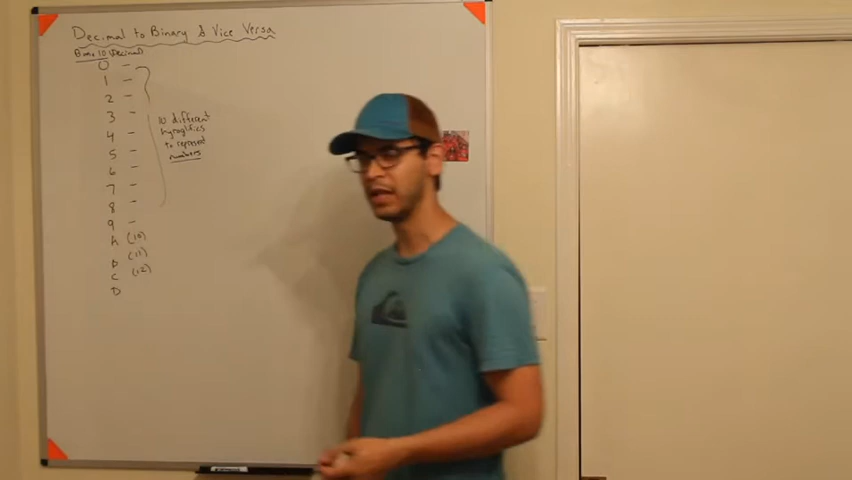 Decimal to Binary & Vice Versa
Base 10 (Decimal)
0 -
1 -
2 -
3 -
4 -
5 -
6 -
7 -
8 -
9 -
A (10)
B (11)
C (12)
D
10 different
hyroglifics
to represent
numbers